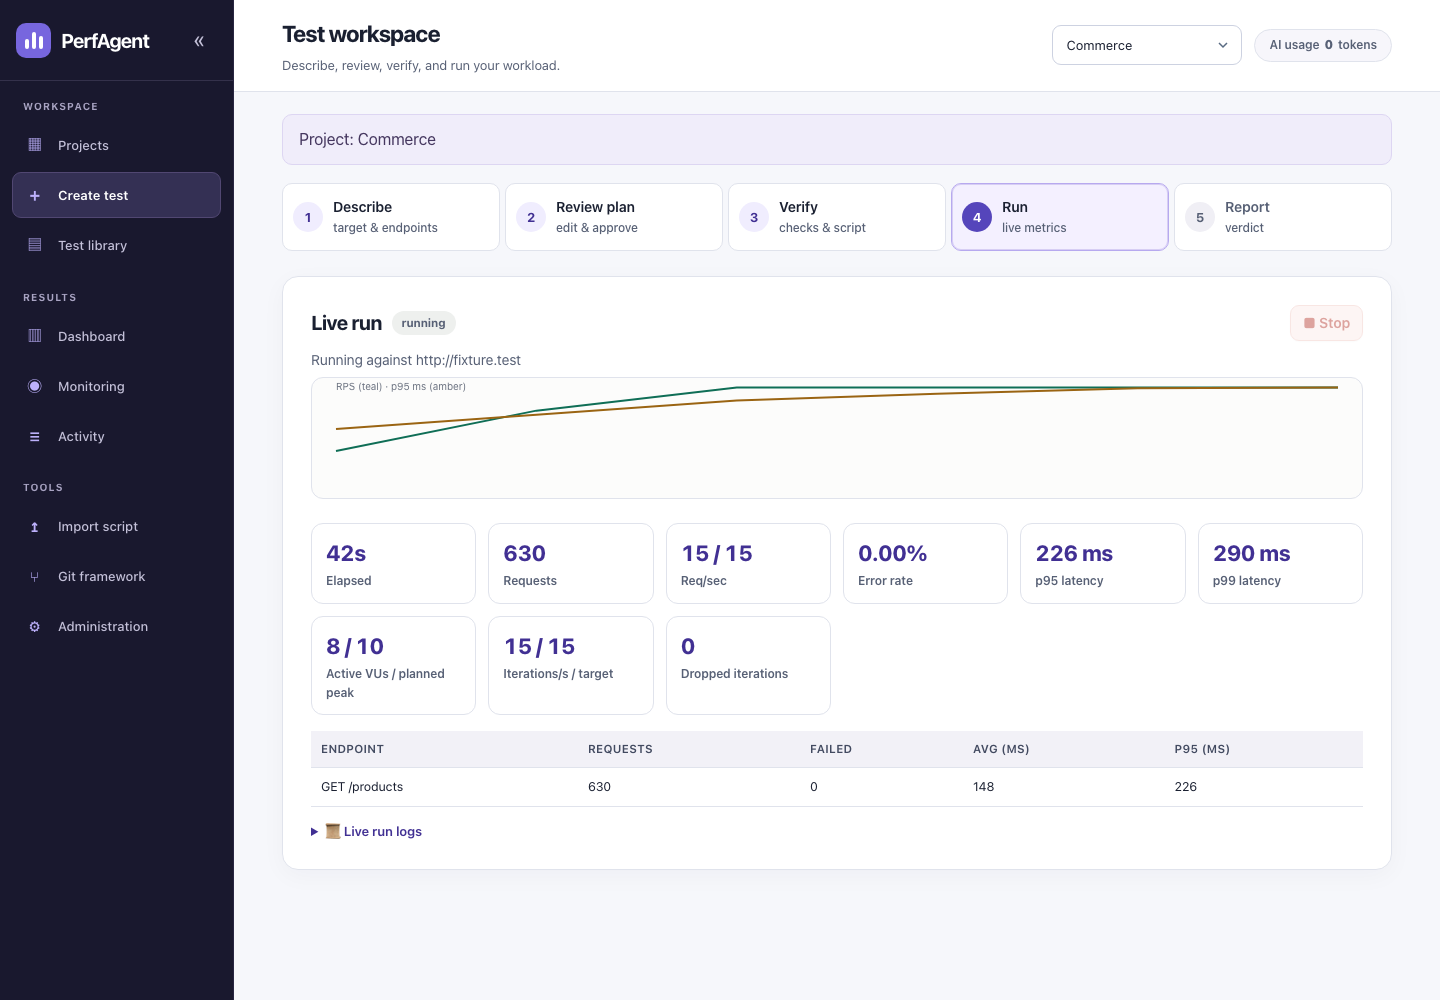 PerfAgent
«
WORKSPACE
Projects
Create test
Test library
RESULTS
Dashboard
Monitoring
Activity
TOOLS
Import script
Git framework
Administration
Test workspace
Describe, review, verify, and run your workload.
Commerce
AI usage 0 tokens
Project: Commerce
1
Describe
target & endpoints
2
Review plan
edit & approve
3
Verify
checks & script
4
Run
live metrics
5
Report
verdict
Live run
running
Stop
Running against http://fixture.test
RPS (teal) · p95 ms (amber)
42s
Elapsed
630
Requests
15 / 15
Req/sec
0.00%
Error rate
226 ms
p95 latency
290 ms
p99 latency
8 / 10
Active VUs / planned
peak
15 / 15
Iterations/s / target
0
Dropped iterations
ENDPOINT REQUESTS FAILED AVG (MS) P95 (MS)
GET /products 630 0 148 226
Live run logs